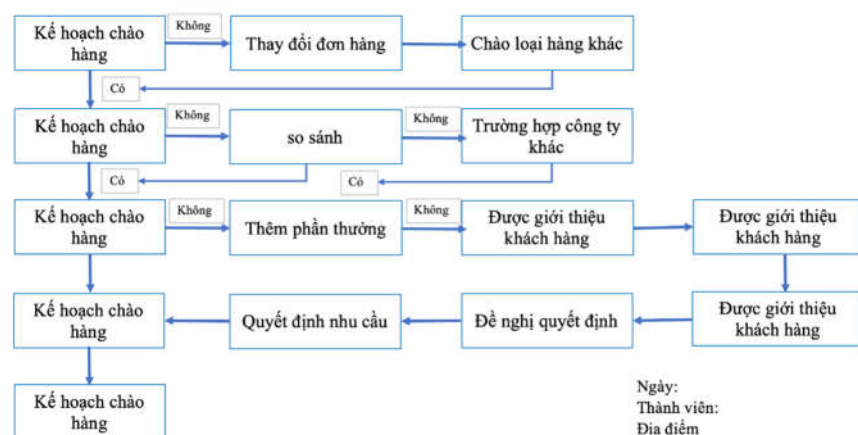 Kế hoạch chào
hàng
Không
Thay đổi đơn hàng
Chào loại hàng khác
Có
Kế hoạch chào
hàng
Không
so sánh
Không
Trường hợp công ty
khác
Có
Có
Kế hoạch chào
hàng
Không
Thêm phần thưởng
Không
Được giới thiệu
khách hàng
Được giới thiệu
khách hàng
Kế hoạch chào
hàng
Quyết định nhu cầu
Đề nghị quyết định
Được giới thiệu
khách hàng
Kế hoạch chào
hàng
Ngày:
Thành viên:
Địa điểm